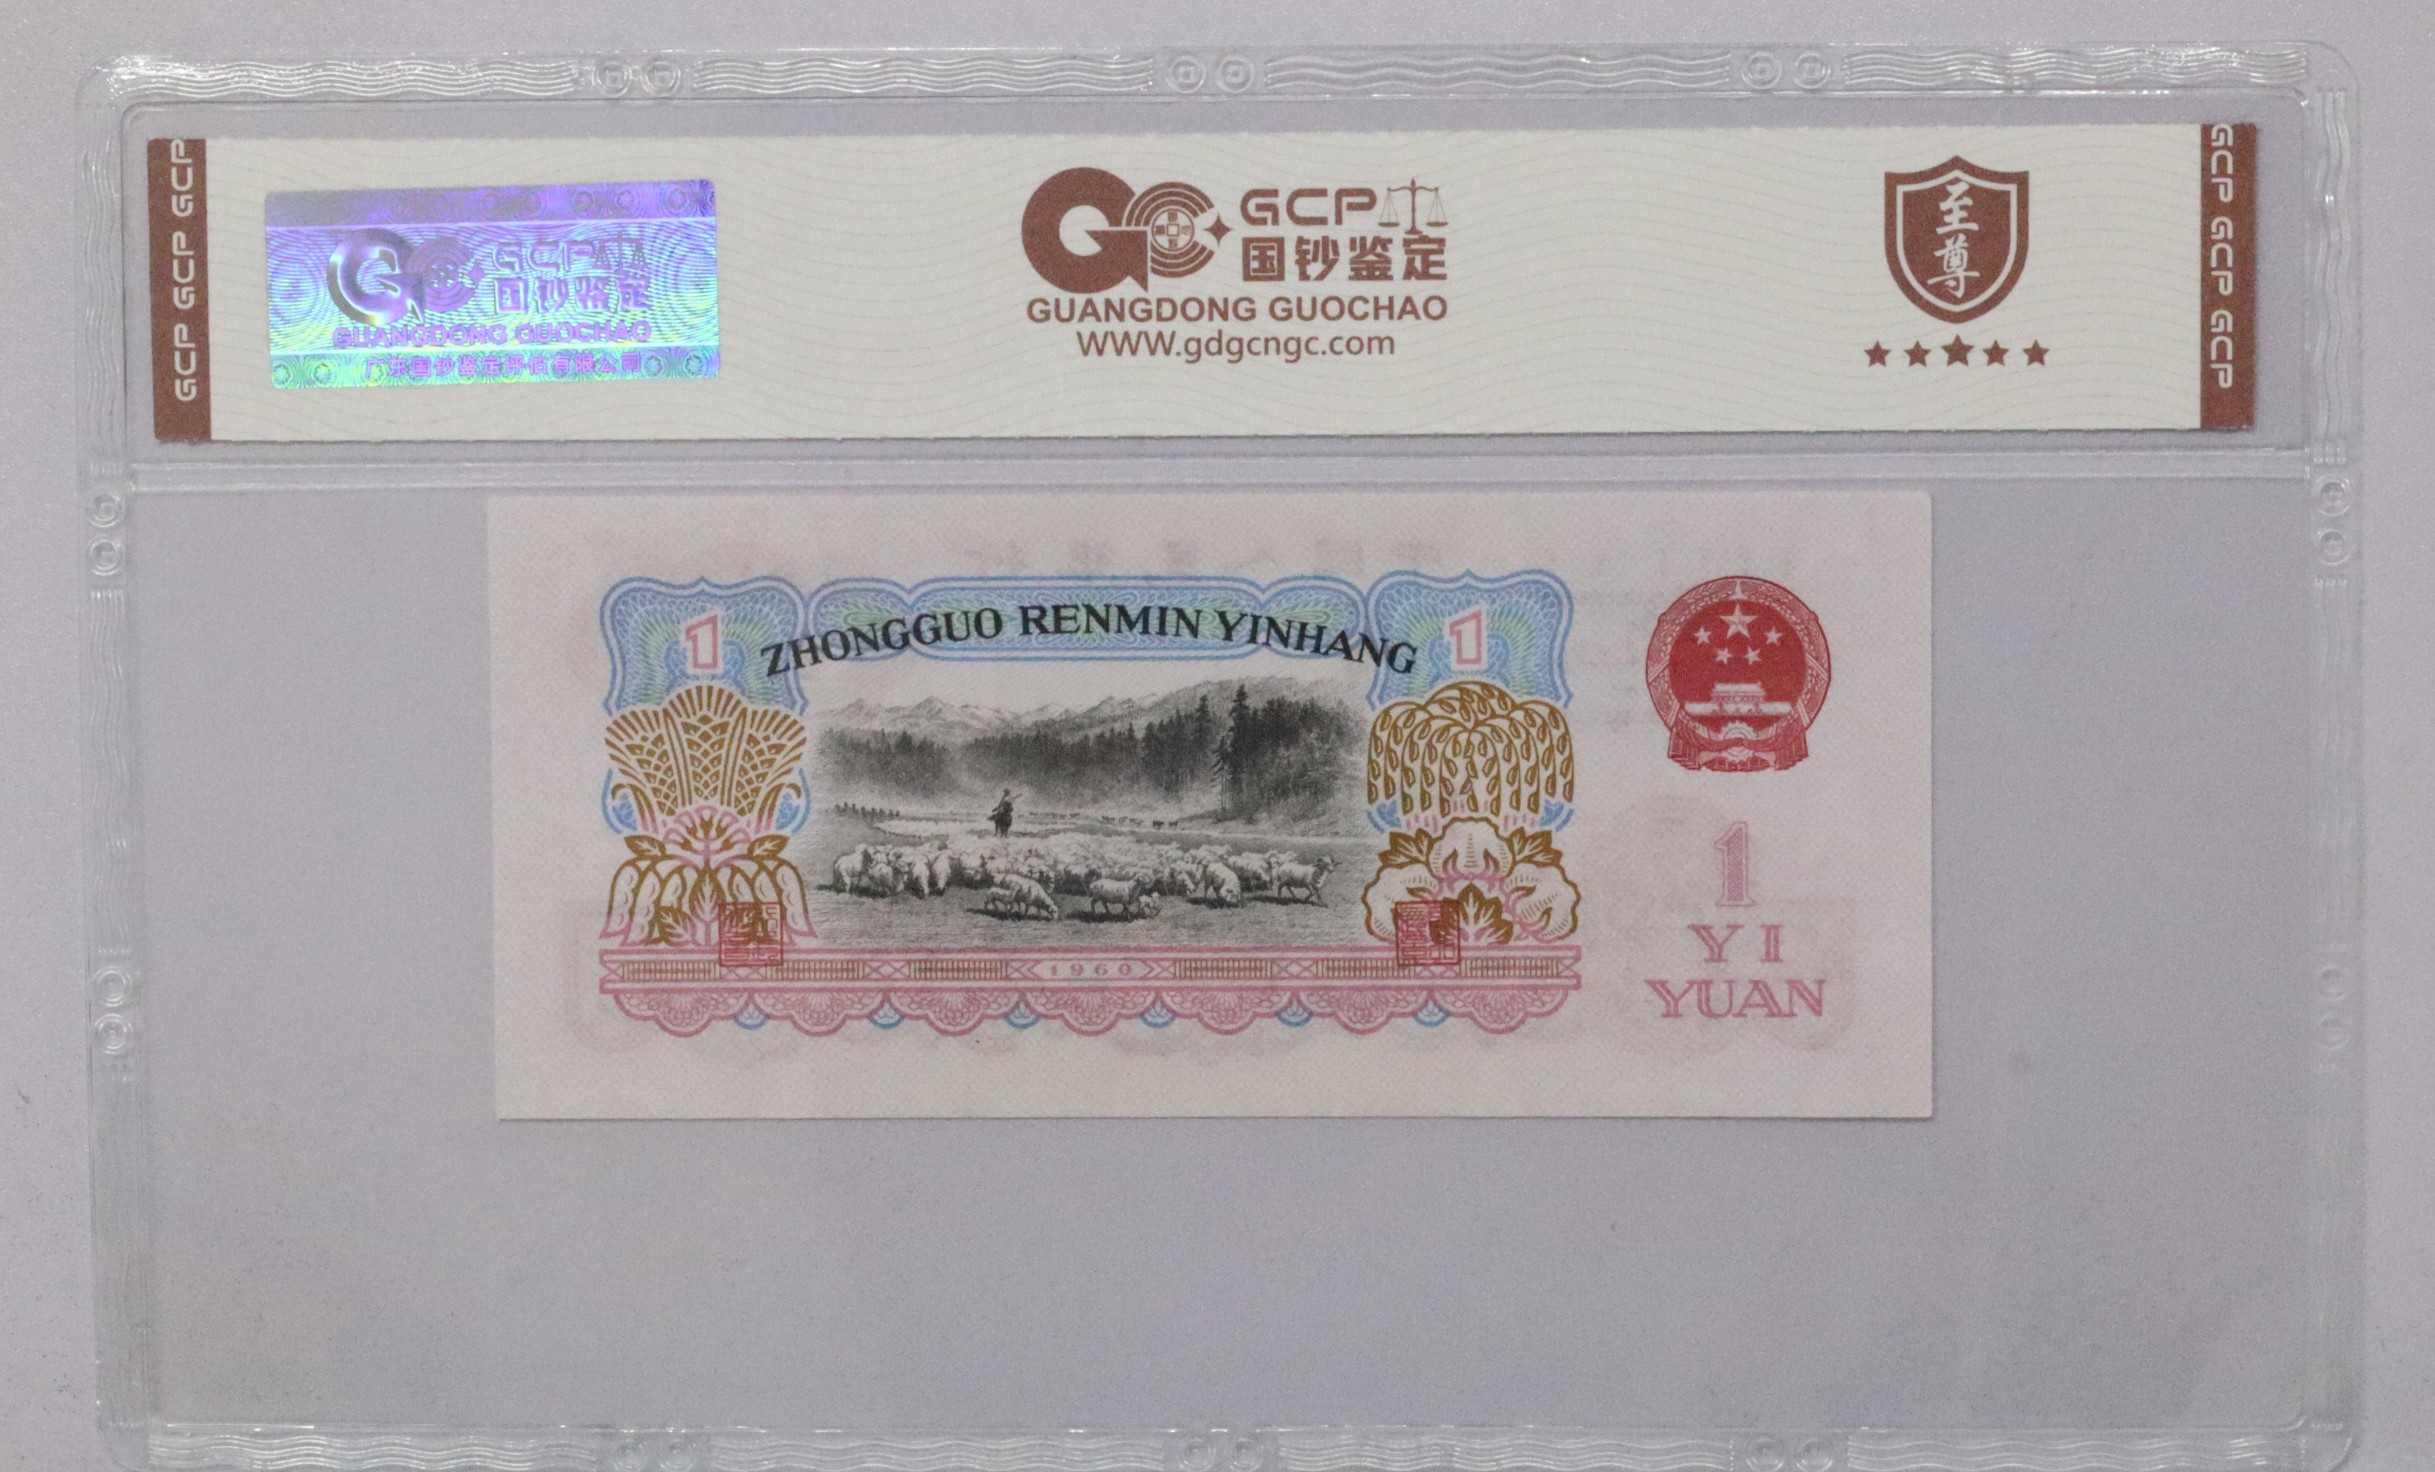 GCP GCP GCP
GCP
国钞鉴定
GUANGDONG GUOCHAO
广东国钞鉴定评估有限公司
GCP
国钞鉴定
GUANGDONG GUOCHAO
WWW.gdgcngc.com
至尊
GCP GCP GCP
ZHONGGUO RENMIN YINHANG
1
1
1960
1
YI
YUAN